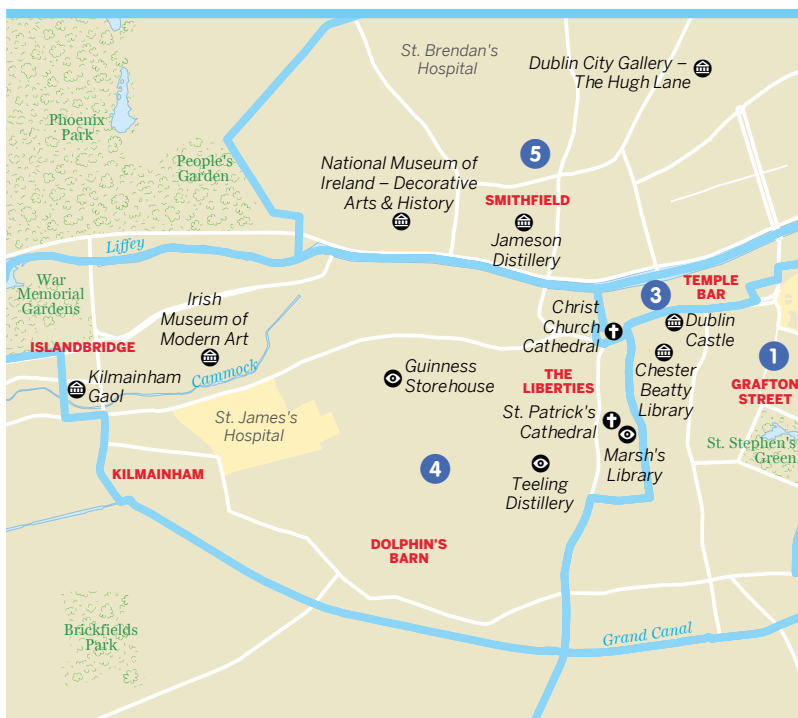 St. Brendan's
Hospital
Dublin City Gallery –
The Hugh Lane
Phoenix
Park
People's
Garden
5
National Museum of
Ireland – Decorative
Arts & History
SMITHFIELD
Jameson
Distillery
Liffey
War
Memorial
Gardens
Irish
Museum of
Modern Art
ISLANDBRIDGE
Kilmainham
Gaol
Cammock
3
TEMPLE
BAR
Christ
Church
Cathedral
Dublin
Castle
Chester
Beatty
Library
1
GRAFTON
STREET
Guinness
Storehouse
THE
LIBERTIES
St. Patrick's
Cathedral
Marsh's
Library
St. Stephen's
Green
St. James's
Hospital
4
Teeling
Distillery
KILMAINHAM
DOLPHIN'S
BARN
Brickfields
Park
Grand Canal